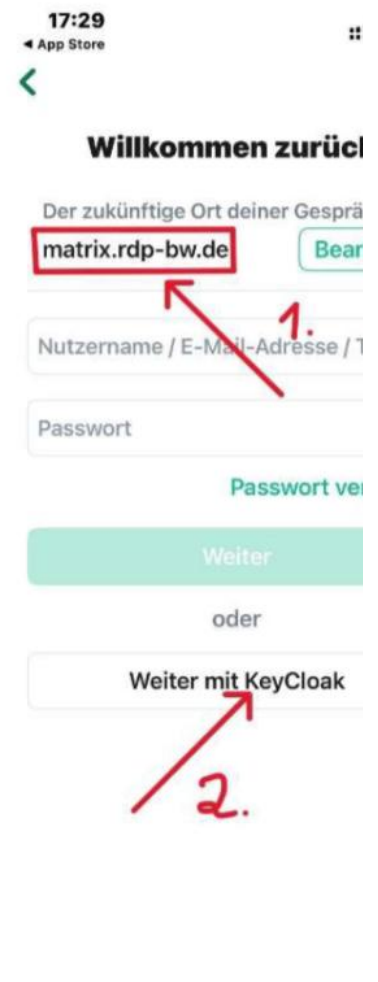 17:29
◀ App Store
Willkommen zurüc
Der zukünftige Ort deiner Gesprä
matrix.rdp-bw.de
Bear
1.
Nutzername / E-Mail-Adresse / T
Passwort
Passwort ver
Weiter
oder
Weiter mit KeyCloak
2.